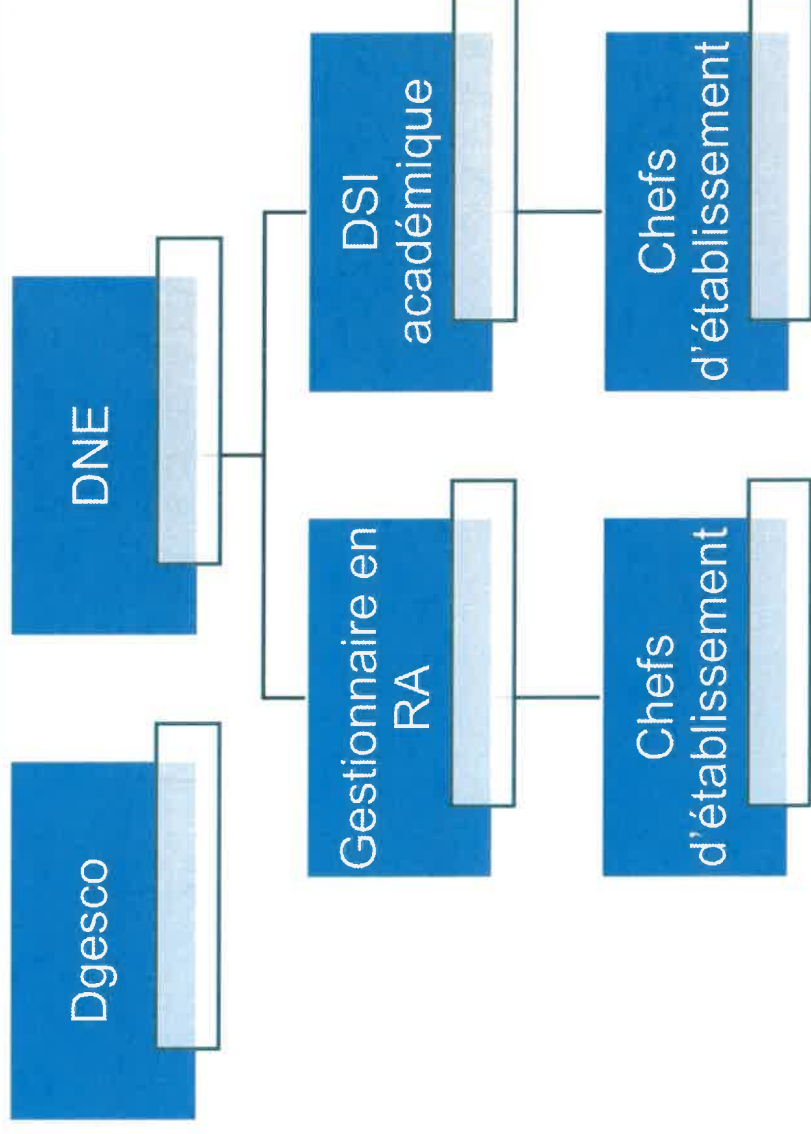 Dgesco
DNE
Gestionnaire en
RA
DSI
académique
Chefs
d'établissement
Chefs
d'établissement